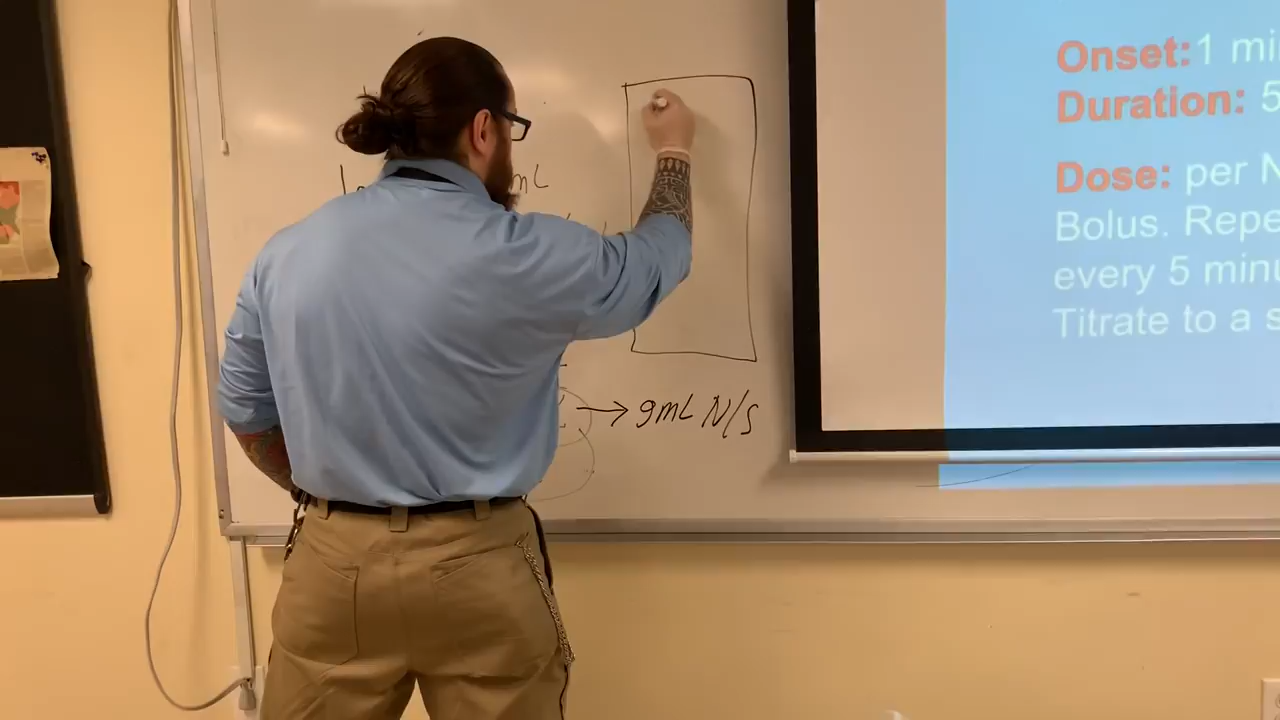 mL
→ 9mL N/S
Onset: 1 mi
Duration: 5
Dose: per N
Bolus. Repe
every 5 minu
Titrate to a s